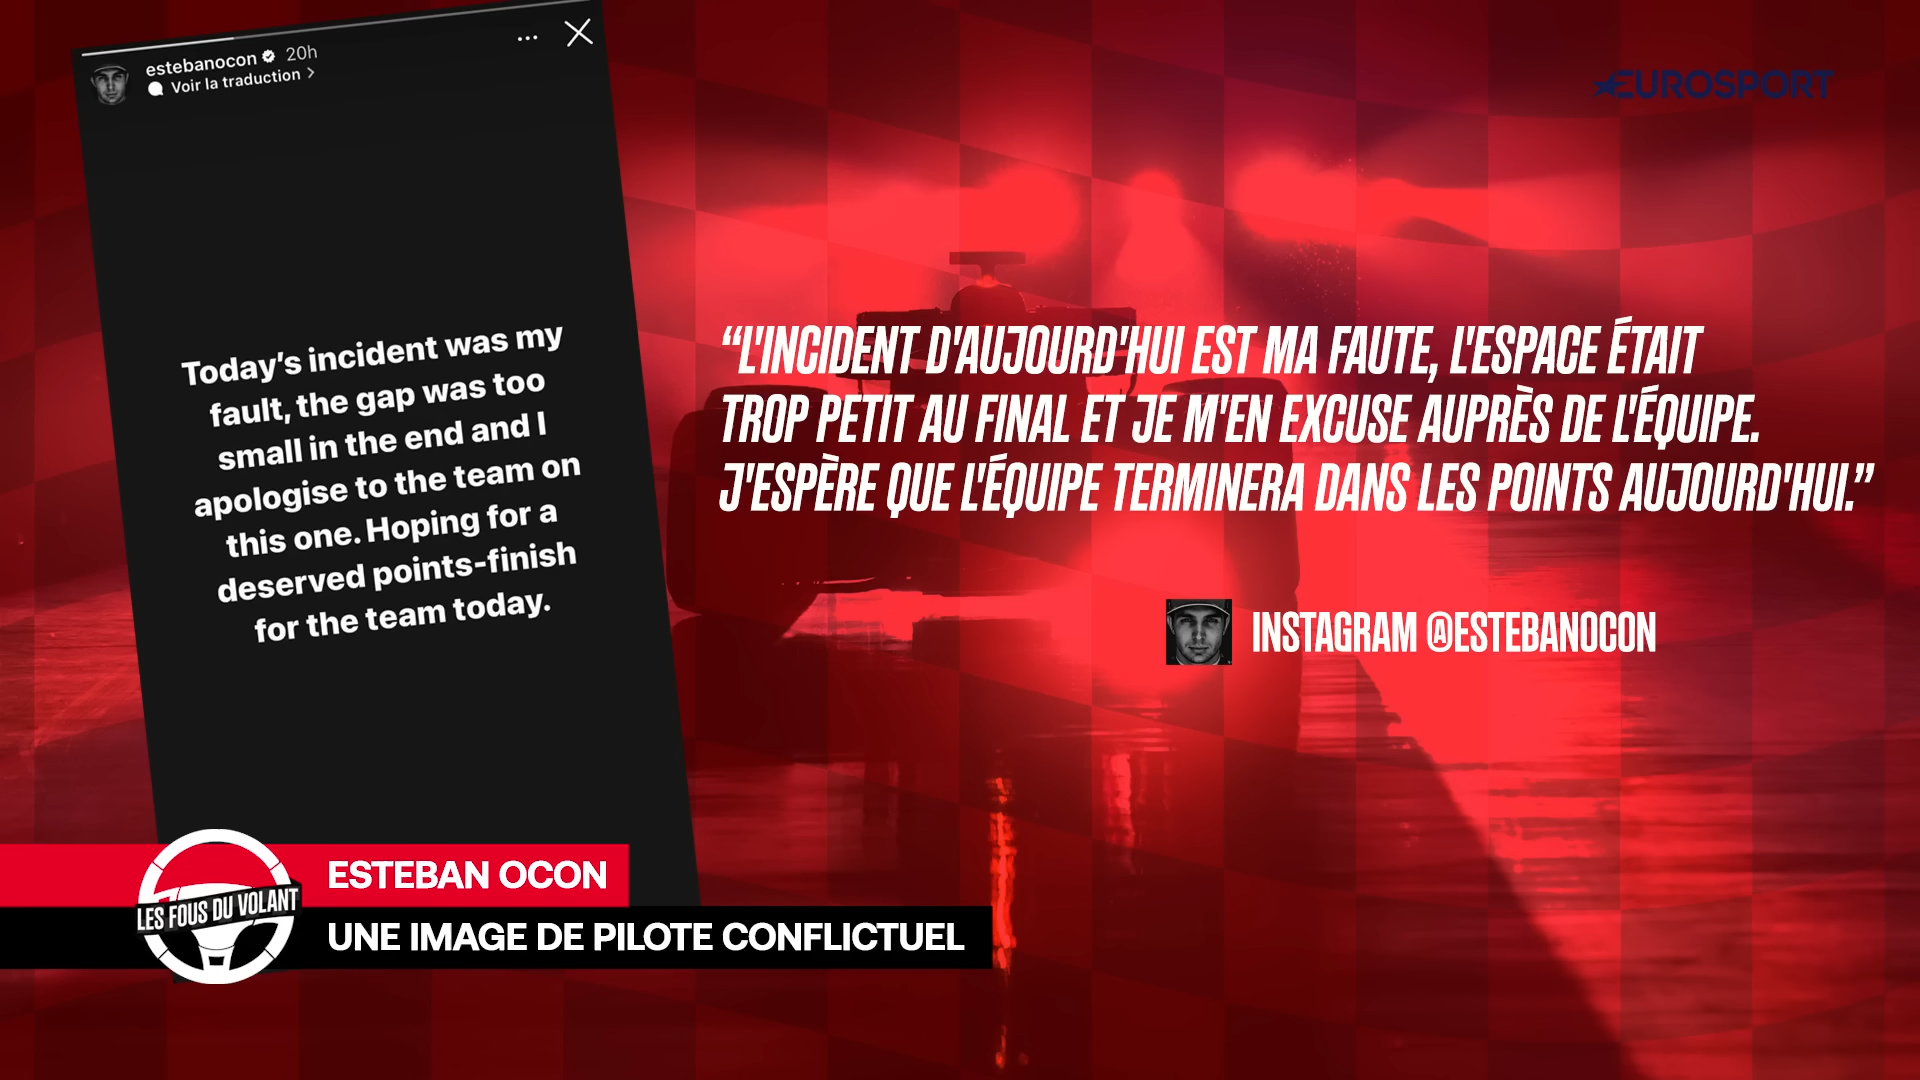 estebanocon 20h
Voir la traduction >
Today's incident was my
fault, the gap was too
small in the end and I
apologise to the team on
this one. Hoping for a
deserved points-finish
for the team today.
EUROSPORT
“L'INCIDENT D'AUJOURD'HUI EST MA FAUTE, L'ESPACE ÉTAIT
TROP PETIT AU FINAL ET JE M'EN EXCUSE AUPRÈS DE L'ÉQUIPE.
J'ESPÈRE QUE L'ÉQUIPE TERMINERA DANS LES POINTS AUJOURD'HUI.”
INSTAGRAM @ESTEBANOCON
LES FOUS DU VOLANT
ESTEBAN OCON
UNE IMAGE DE PILOTE CONFLICTUEL